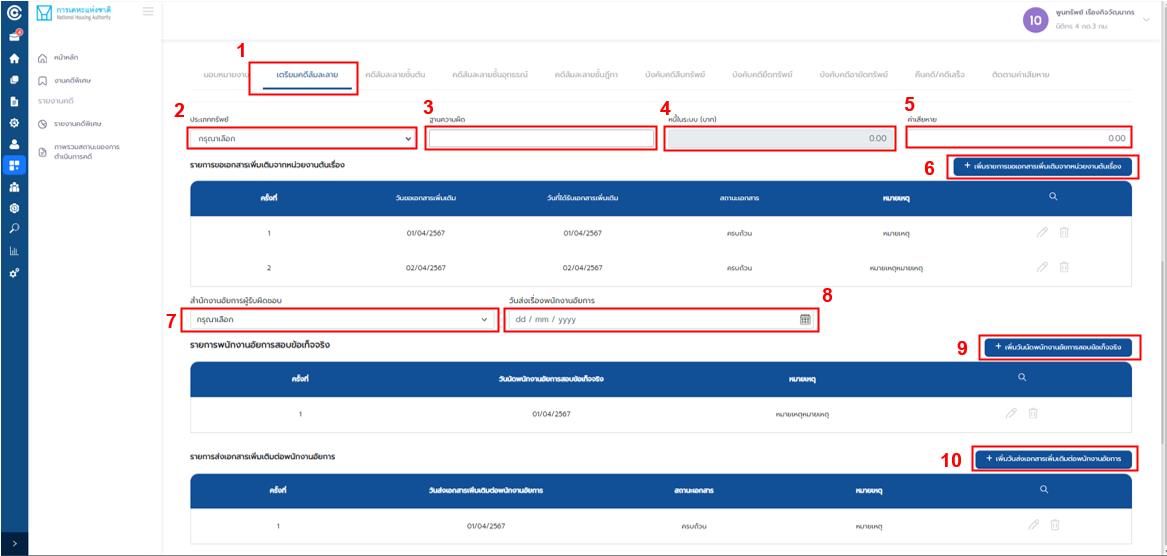 การเคหะแห่งชาติ
National Housing Authority
10
พูนทรัพย์ เรืองกิจวัฒนากร
นิติกร 4 กต.3 กม.
4
หน้าหลัก
งานคดีพิเศษ
รายงานคดี
รายงานคดีพิเศษ
ภาพรวมสถานะของการ
ดำเนินการคดี
1
มอบหมายงาน เตรียมคดีล้มละลาย คดีล้มละลายชั้นต้น คดีล้มละลายชั้นอุทธรณ์ คดีล้มละลายชั้นฎีกา บังคับคดีสืบทรัพย์ บังคับคดียึดทรัพย์ บังคับคดีอายัดทรัพย์ คืนคดี/คดีเสร็จ ติดตามค่าเสียหาย
2 3 4 5
ประเภททรัพย์ ฐานความผิด หนี้ในระบบ (บาท) ค่าเสียหาย
กรุณาเลือก 0.00 0.00
รายการขอเอกสารเพิ่มเติมจากหน่วยงานต้นเรื่อง 6 + เพิ่มรายการขอเอกสารเพิ่มเติมจากหน่วยงานต้นเรื่อง
ครั้งที่ วันขอเอกสารเพิ่มเติม วันที่ได้รับเอกสารเพิ่มเติม สถานะเอกสาร หมายเหตุ
1 01/04/2567 01/04/2567 ครบถ้วน หมายเหตุ
2 02/04/2567 02/04/2567 ครบถ้วน หมายเหตุหมายเหตุ
สำนักงานอัยการผู้รับผิดชอบ วันส่งเรื่องพนักงานอัยการ 8
7 กรุณาเลือก dd / mm / yyyy
รายการพนักงานอัยการสอบข้อเท็จจริง 9 + เพิ่มวันนัดพนักงานอัยการสอบข้อเท็จจริง
ครั้งที่ วันนัดพนักงานอัยการสอบข้อเท็จจริง หมายเหตุ
1 01/04/2567 หมายเหตุหมายเหตุ
รายการส่งเอกสารเพิ่มเติมต่อพนักงานอัยการ 10 + เพิ่มวันส่งเอกสารเพิ่มเติมต่อพนักงานอัยการ
ครั้งที่ วันส่งเอกสารเพิ่มเติมต่อพนักงานอัยการ สถานะเอกสาร หมายเหตุ
1 01/04/2567 ครบถ้วน หมายเหตุ